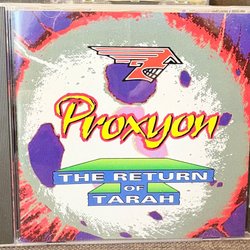 Proxyon
THE RETURN
OF
TARAH